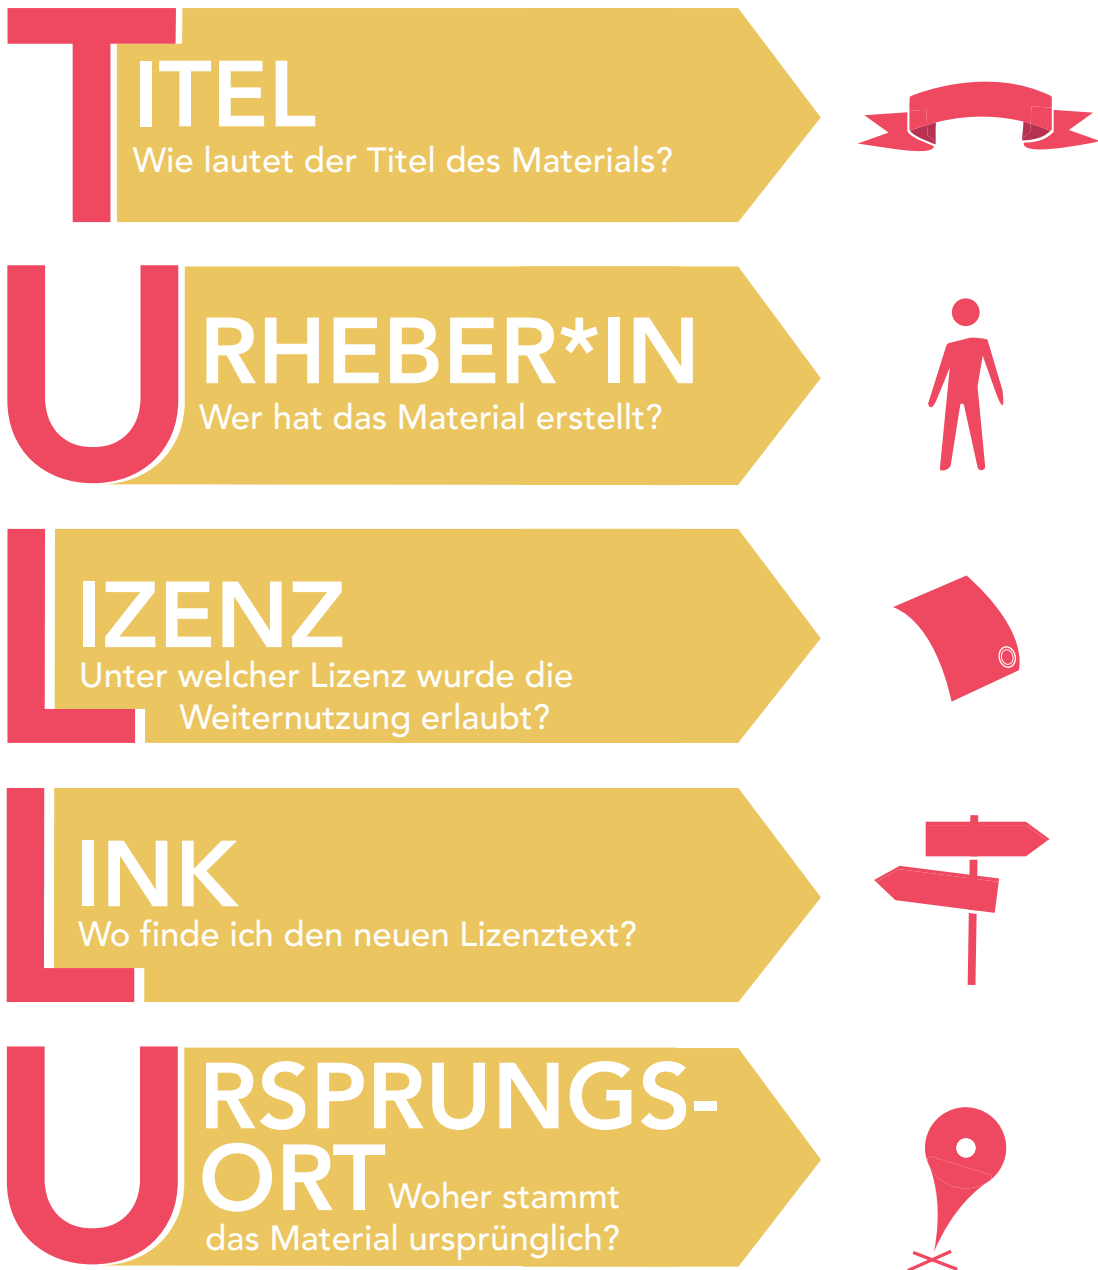 TITEL
Wie lautet der Titel des Materials?
URHEBER*IN
Wer hat das Material erstellt?
LIZENZ
Unter welcher Lizenz wurde die
Weiternutzung erlaubt?
LINK
Wo finde ich den neuen Lizenztext?
URSPRUNGS-
ORT Woher stammt
das Material ursprünglich?